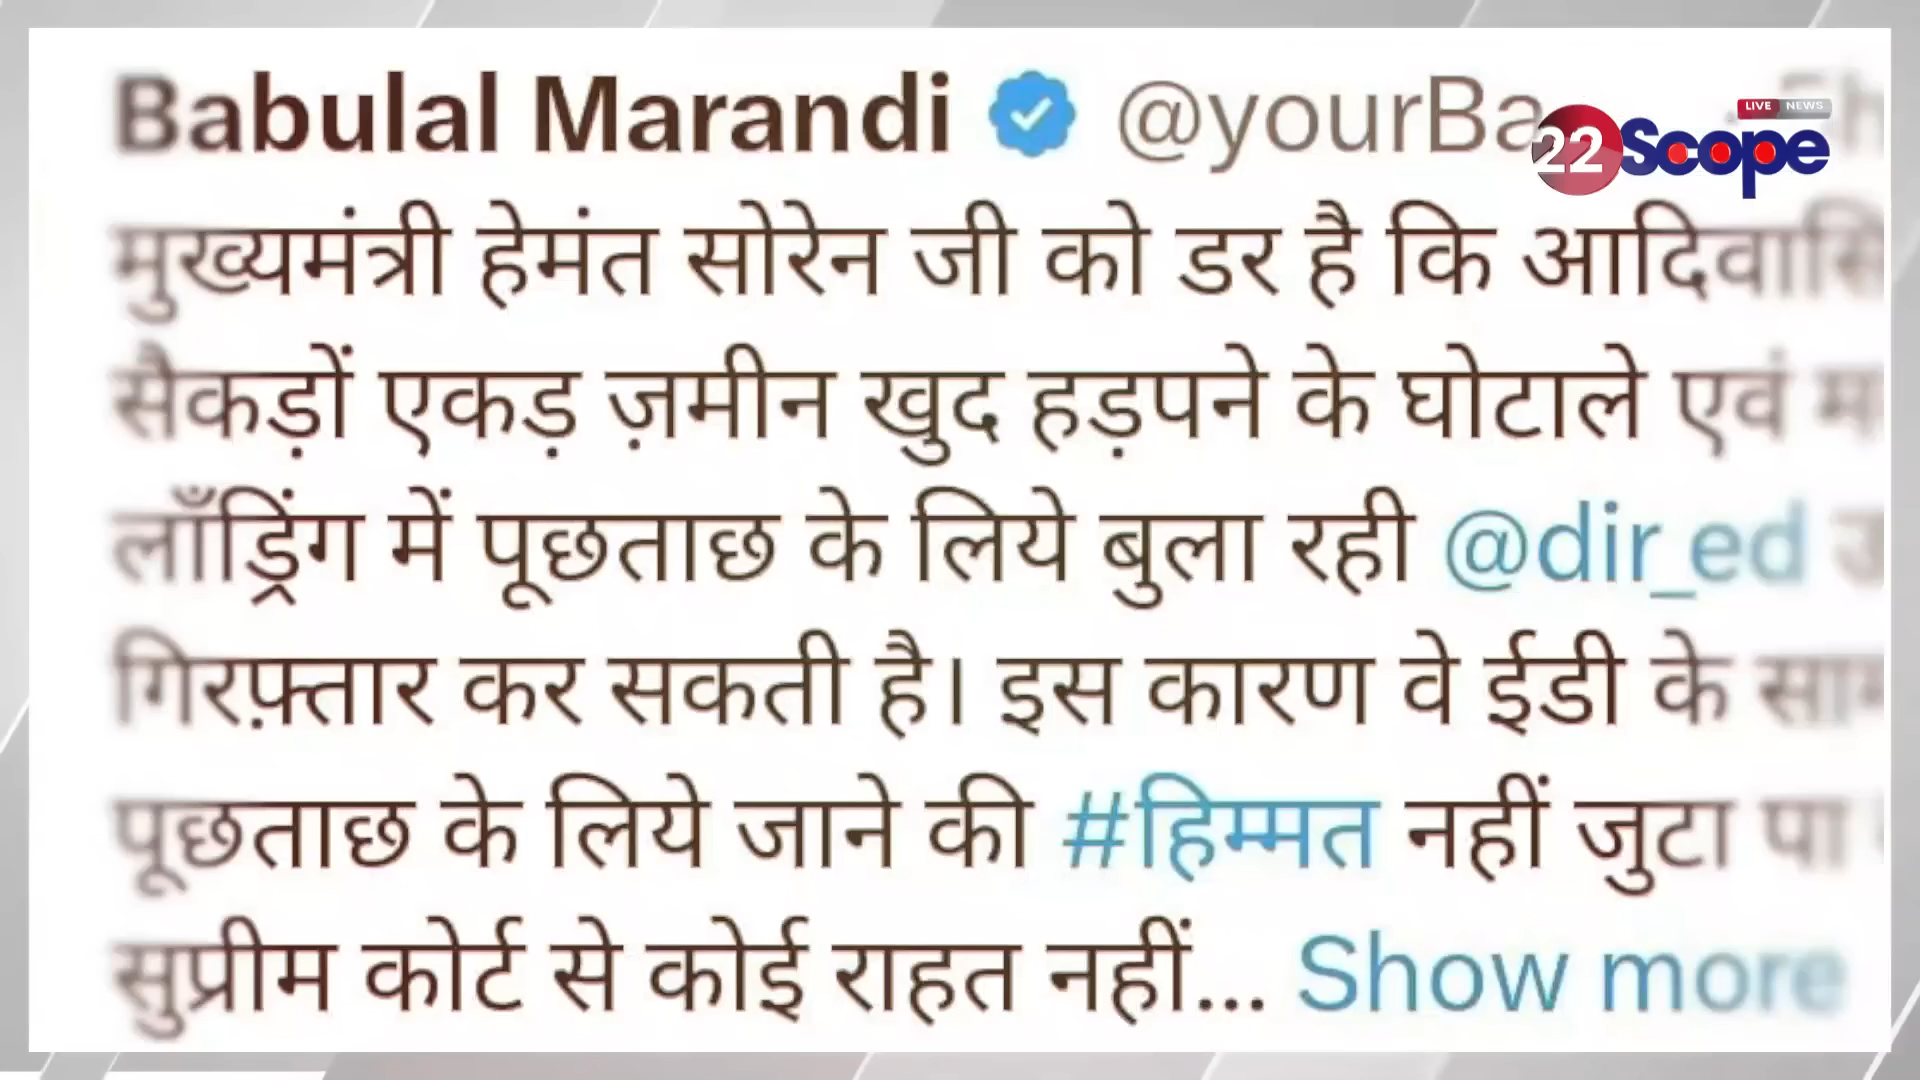 Babulal Marandi @yourBa
LIVE NEWS
22Scope
मुख्यमंत्री हेमंत सोरेन जी को डर है कि
सैकड़ों एकड़ ज़मीन खुद हड़पने के घोटाले एवं
लाँड्रिंग में पूछताछ के लिये बुला रही @dir_ed
गिरफ़्तार कर सकती है। इस कारण वे ईडी के
पूछताछ के लिये जाने की #हिम्मत नहीं जुटा पा
सुप्रीम कोर्ट से कोई राहत नहीं... Show more